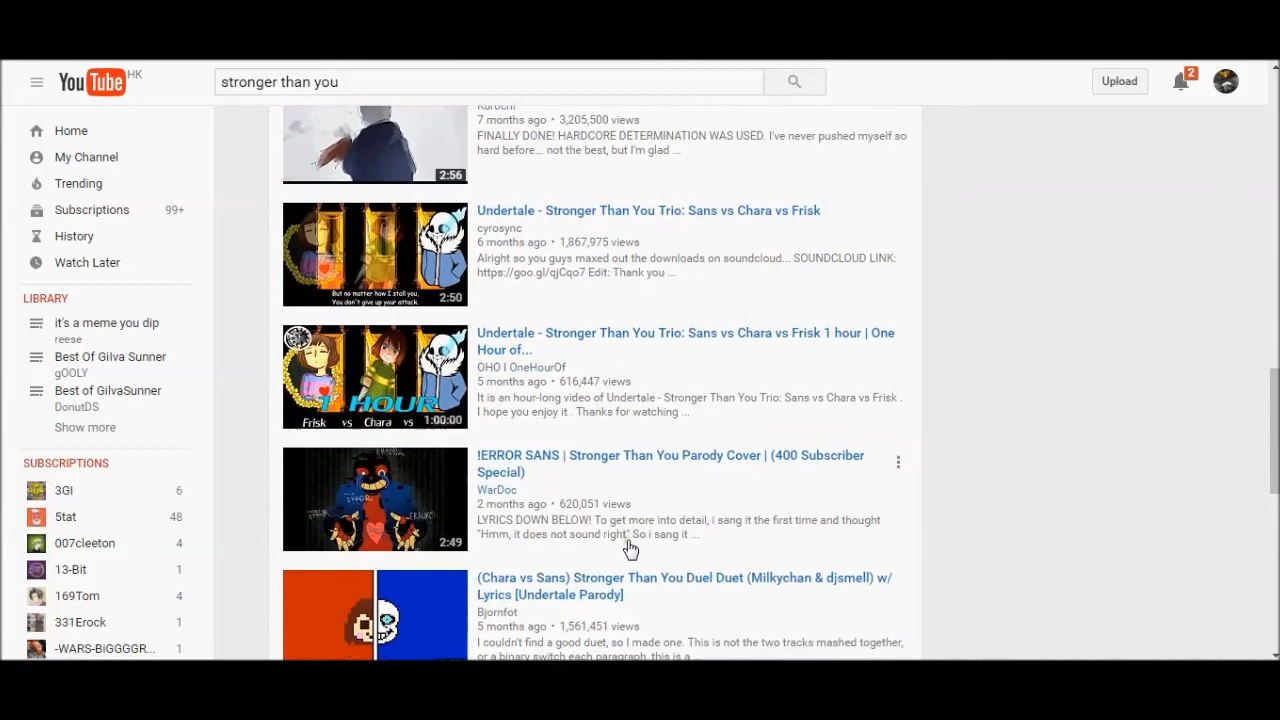 YouTube HK
stronger than you
Upload
2
Home
My Channel
Trending
Subscriptions 99+
History
Watch Later
LIBRARY
it's a meme you dip
reese
Best Of Gilva Sunner
gOOLY
Best of GilvaSunner
DonutDS
Show more
SUBSCRIPTIONS
3GI 6
5tat 48
007cleeton 4
13-Bit 1
169Tom 4
331Erock 1
-WARS-BiGGGGR... 1
Kurochi
7 months ago • 3,205,500 views
FINALLY DONE! HARDCORE DETERMINATION WAS USED. I've never pushed myself so
hard before... not the best, but I'm glad ...
2:56
Undertale - Stronger Than You Trio: Sans vs Chara vs Frisk
cyrosync
6 months ago • 1,867,975 views
Alright so you guys maxed out the downloads on soundcloud... SOUNDCLOUD LINK:
https://goo.gl/qjCqo7 Edit: Thank you ...
But no matter how I stall you,
You don't give up your attack.
2:50
Undertale - Stronger Than You Trio: Sans vs Chara vs Frisk 1 hour | One
Hour of...
OHO I OneHourOf
5 months ago • 616,447 views
It is an hour-long video of Undertale - Stronger Than You Trio: Sans vs Chara vs Frisk .
I hope you enjoy it . Thanks for watching ...
1 HOUR
Frisk vs Chara vs
1:00:00
!ERROR SANS | Stronger Than You Parody Cover | (400 Subscriber
Special)
WarDoc
2 months ago • 620,051 views
LYRICS DOWN BELOW! To get more into detail, i sang it the first time and thought
"Hmm, it does not sound right" So i sang it ...
2:49
(Chara vs Sans) Stronger Than You Duel Duet (Milkychan & djsmell) w/
Lyrics [Undertale Parody]
Bjornfot
5 months ago • 1,561,451 views
I couldn't find a good duet, so I made one. This is not the two tracks mashed together,
or a binary switch each paragraph, this is a ...